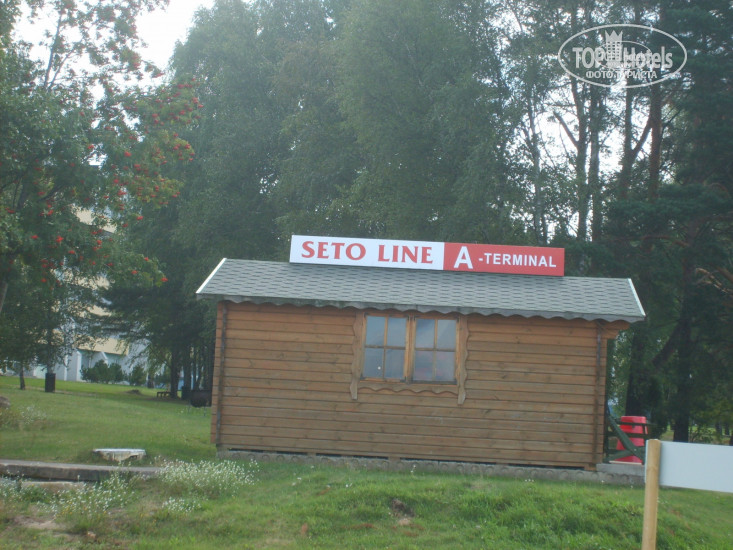 TOPHotels
ФОТО ТУРИСТА
SETO LINE A -TERMINAL